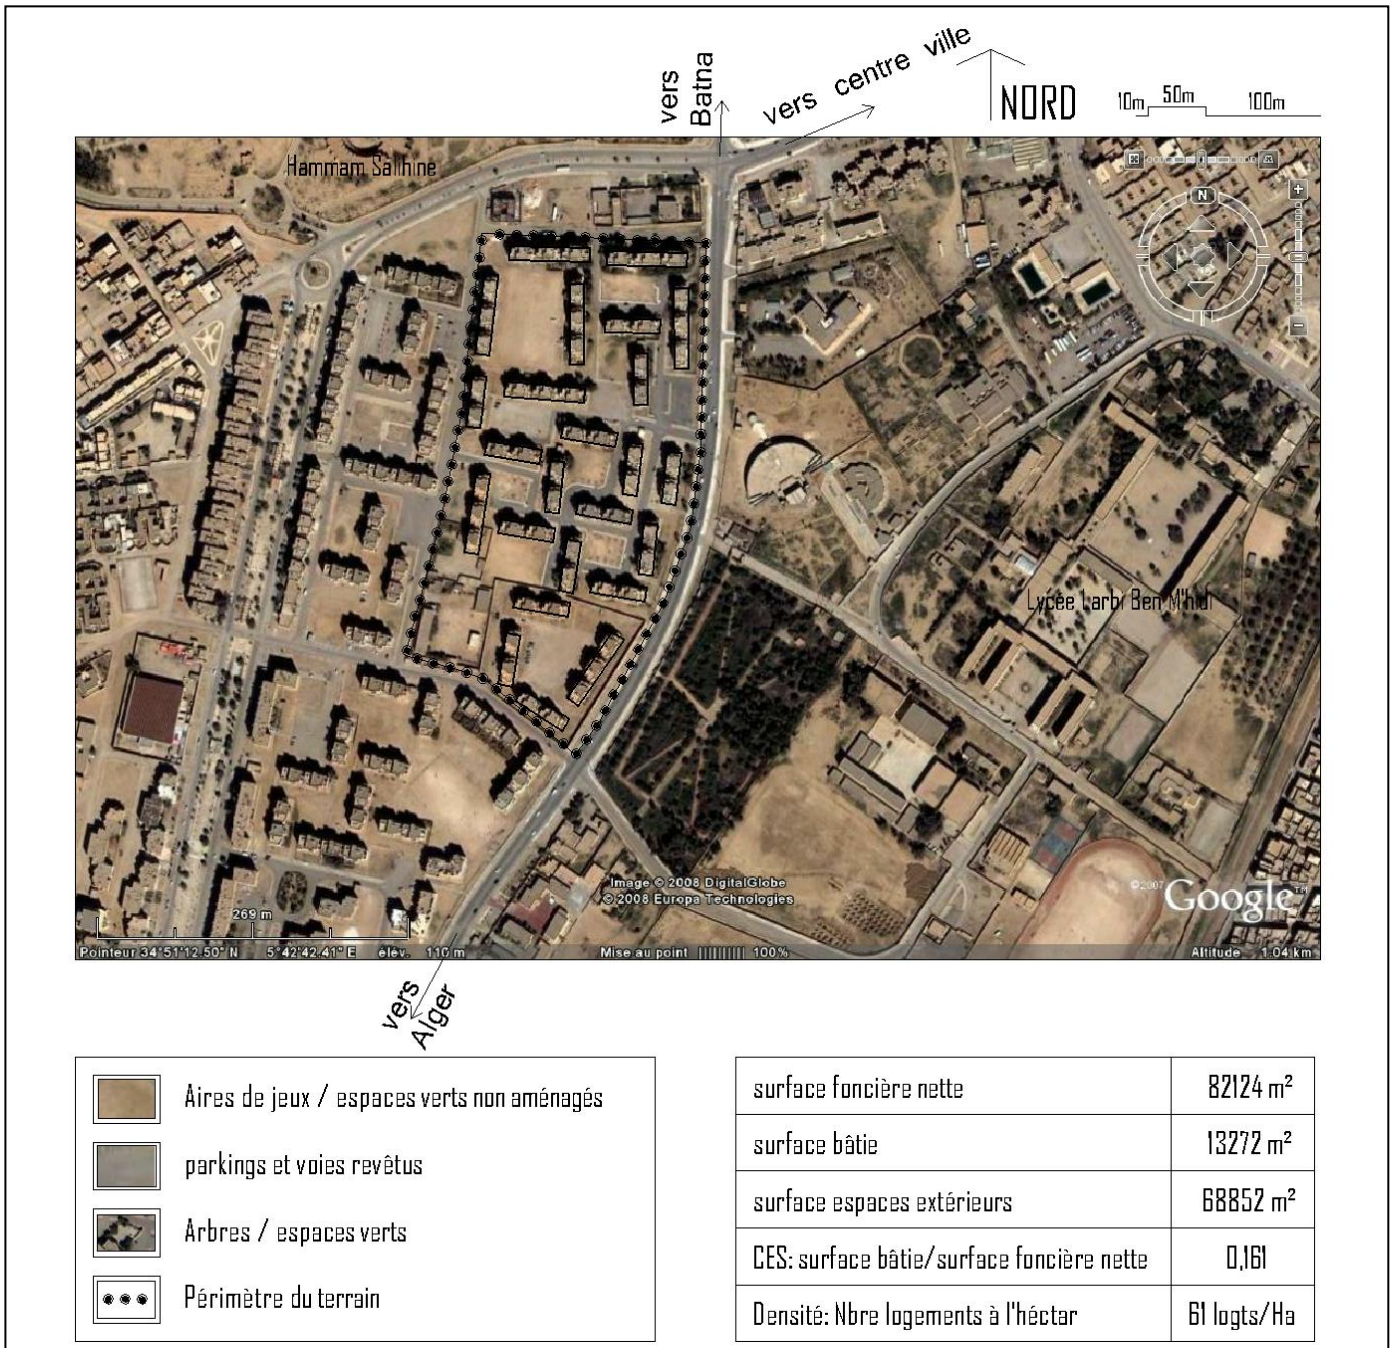 vers
Batna
vers centre ville
NORD
10m 50m 100m
Hammam Salihine
N
Lycée Larbi Ben M'hidi
Image © 2008 DigitalGlobe
© 2008 Europa Technologies
©2007 Google™
269 m
Pointeur 34°51'12.50" N 5°42'42.41" E élév. 110 m Mise au point 100% Altitude 1.04 km
vers
Alger
Aires de jeux / espaces verts non aménagés
parkings et voies revêtus
Arbres / espaces verts
Périmètre du terrain
surface foncière nette 82124 m²
surface bâtie 13272 m²
surface espaces extérieurs 68852 m²
CES: surface bâtie/surface foncière nette 0,161
Densité: Nbre logements à l'héctar 61 logts/Ha